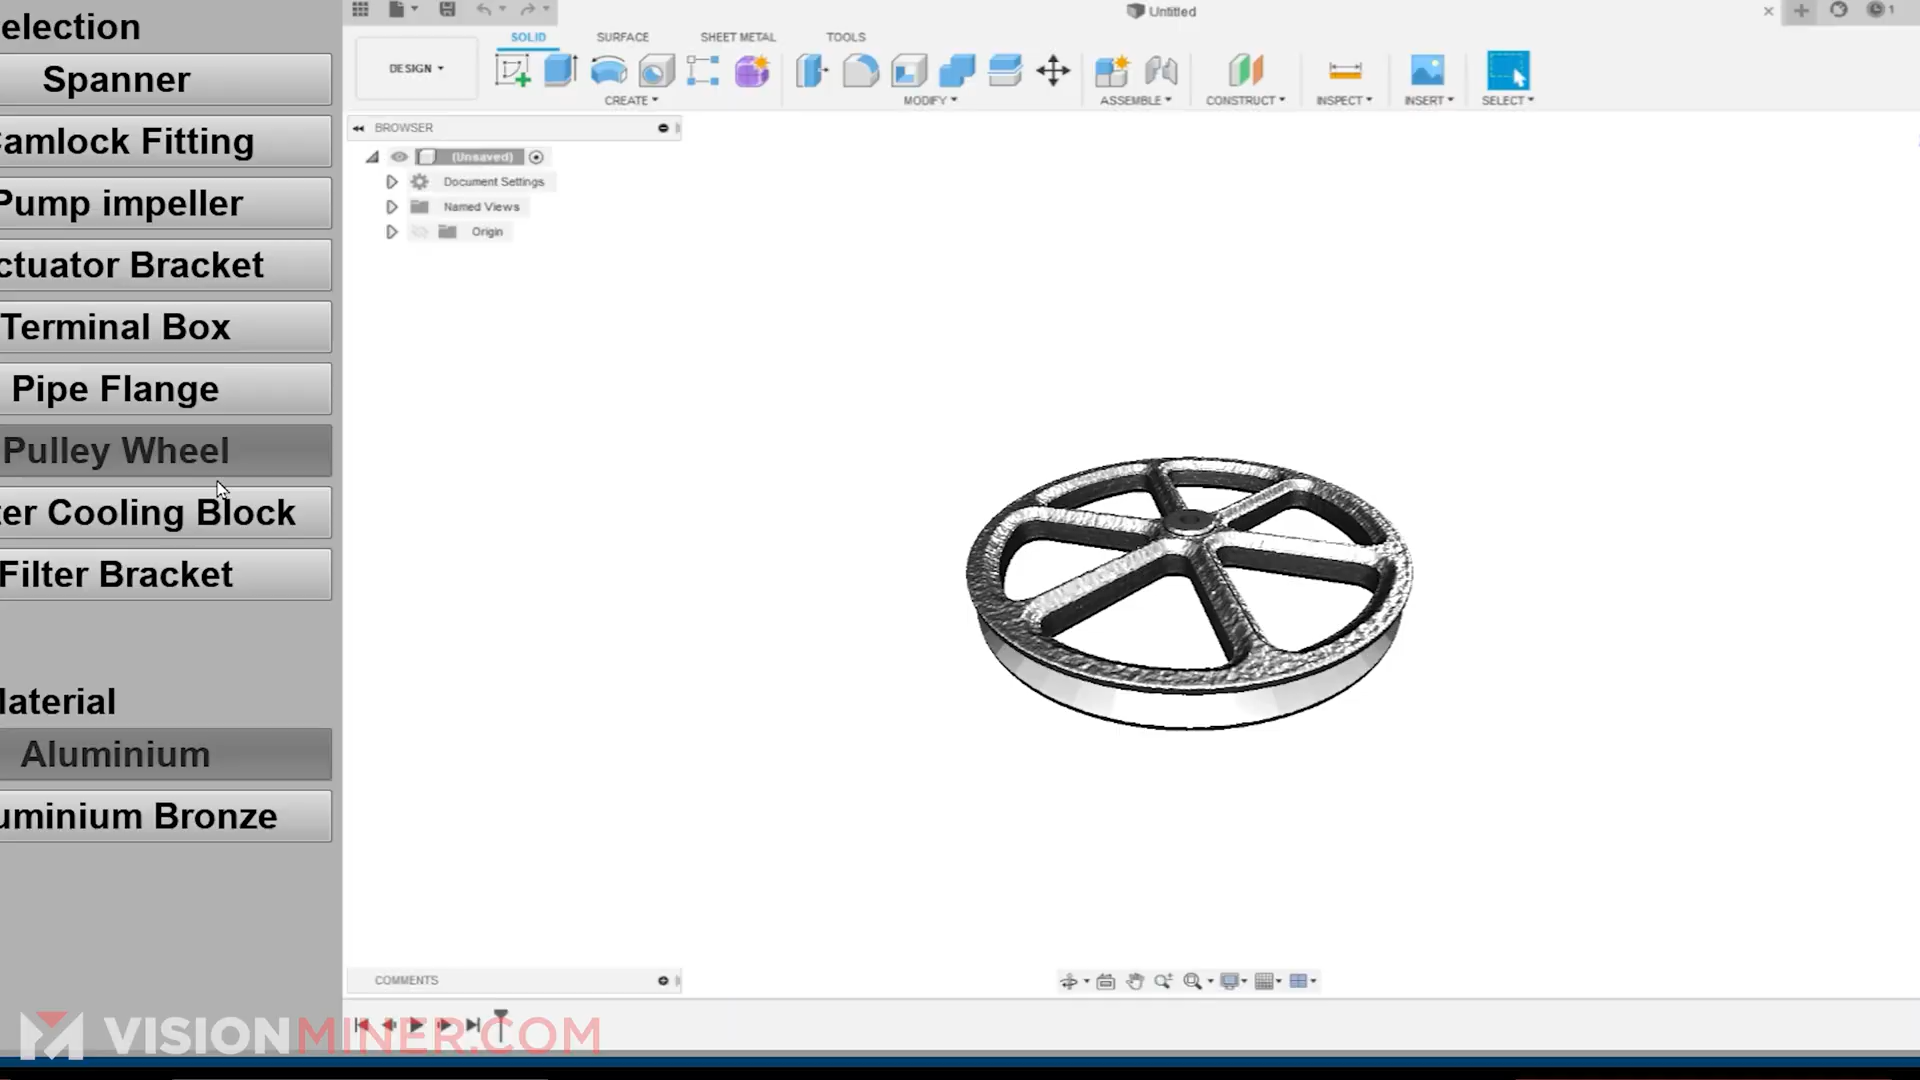 election
Spanner
amlock Fitting
Pump impeller
ctuator Bracket
Terminal Box
Pipe Flange
Pulley Wheel
er Cooling Block
Filter Bracket
aterial
Aluminium
uminium Bronze
Untitled
1
SOLID
SURFACE
SHEET METAL
TOOLS
DESIGN
CREATE
MODIFY
ASSEMBLE
CONSTRUCT
INSPECT
INSERT
SELECT
BROWSER
(Unsaved)
Document Settings
Named Views
Origin
COMMENTS
VISIONMINER.COM